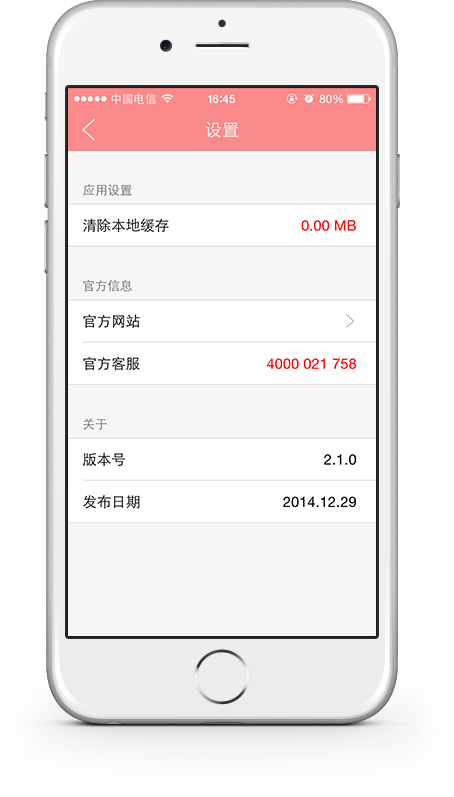 中国电信 16:45 80%
设置
应用设置
清除本地缓存 0.00 MB
官方信息
官方网站
官方客服 4000 021 758
关于
版本号 2.1.0
发布日期 2014.12.29